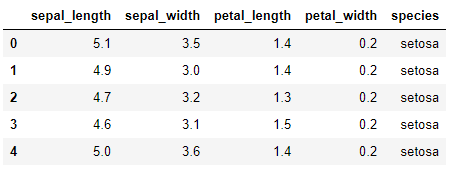 sepal_length sepal_width petal_length petal_width species
0 5.1 3.5 1.4 0.2 setosa
1 4.9 3.0 1.4 0.2 setosa
2 4.7 3.2 1.3 0.2 setosa
3 4.6 3.1 1.5 0.2 setosa
4 5.0 3.6 1.4 0.2 setosa